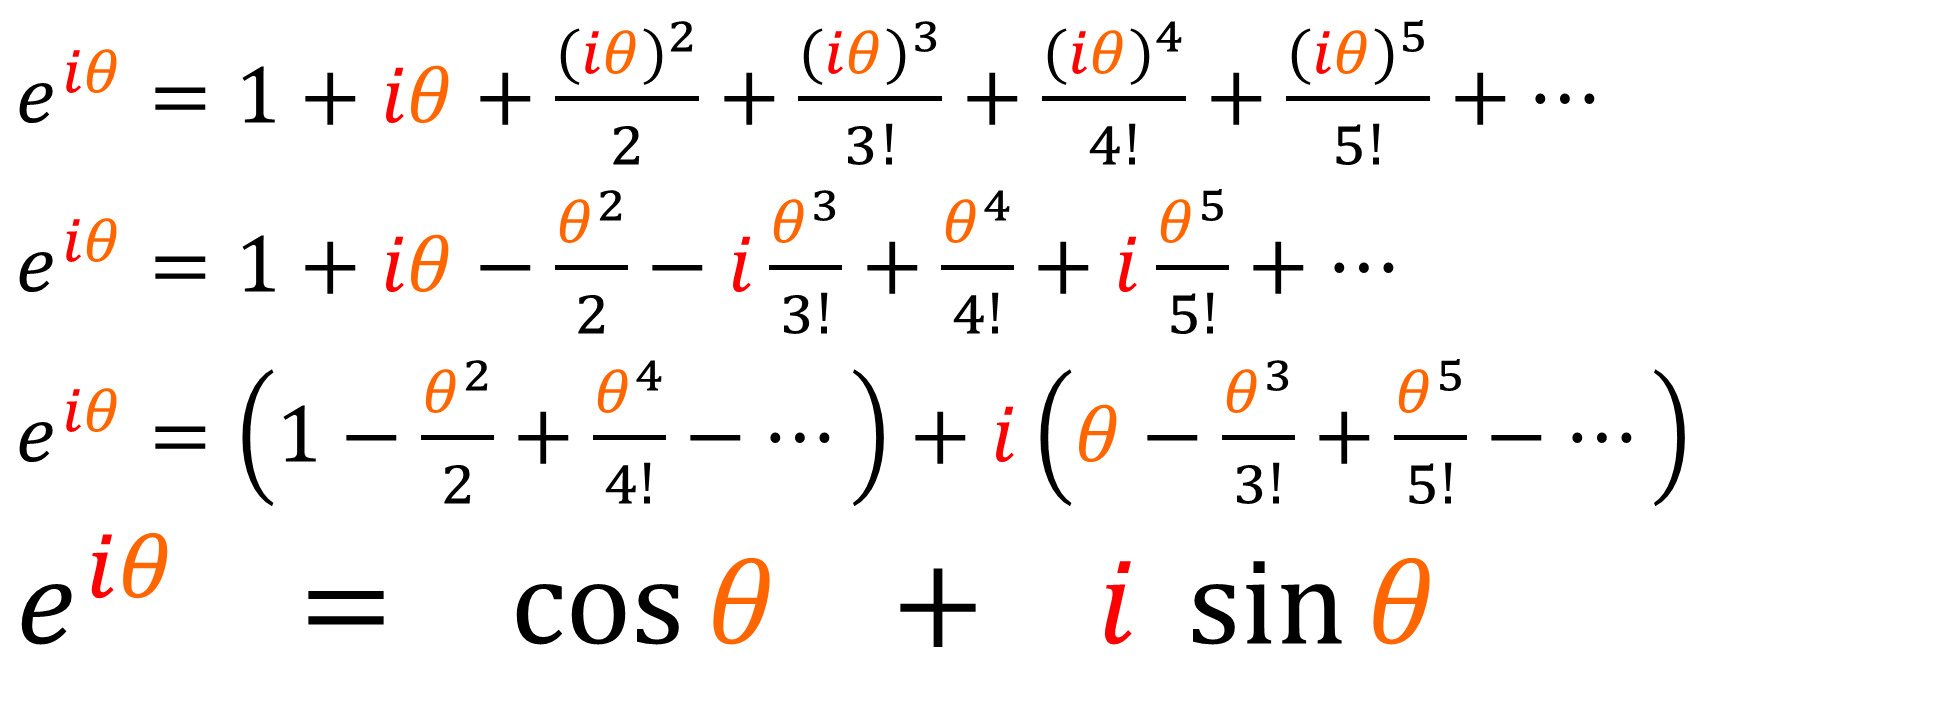 e^{iθ} = 1 + iθ + (iθ)^2/2 + (iθ)^3/3! + (iθ)^4/4! + (iθ)^5/5! + ⋯
e^{iθ} = 1 + iθ − θ^2/2 − i θ^3/3! + θ^4/4! + i θ^5/5! + ⋯
e^{iθ} = (1 − θ^2/2 + θ^4/4! − ⋯) + i (θ − θ^3/3! + θ^5/5! − ⋯)
e^{iθ} = cos θ + i sin θ